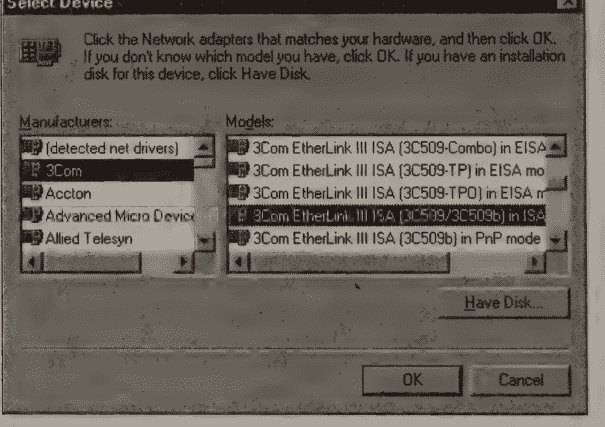 Select Device
Click the Network adapters that matches your hardware, and then click OK.
If you don't know which model you have, click OK. If you have an installation
disk for this device, click Have Disk.
Manufacturers:
Models:
(detected net drivers)
3Com
Accton
Advanced Micro Device
Allied Telesyn
3Com EtherLink III ISA (3C509-Combo) in EISA
3Com EtherLink III ISA (3C509-TP) in EISA mo
3Com EtherLink III ISA (3C509-TPO) in EISA m
3Com EtherLink III ISA (3C509/3C509b) in ISA
3Com EtherLink III ISA (3C509b) in PnP mode
Have Disk...
OK
Cancel